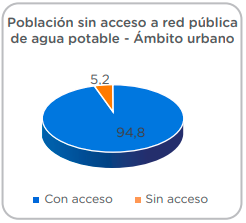 Población sin acceso a red pública
de agua potable - Ámbito urbano
5.2
94,8
Con acceso
Sin acceso